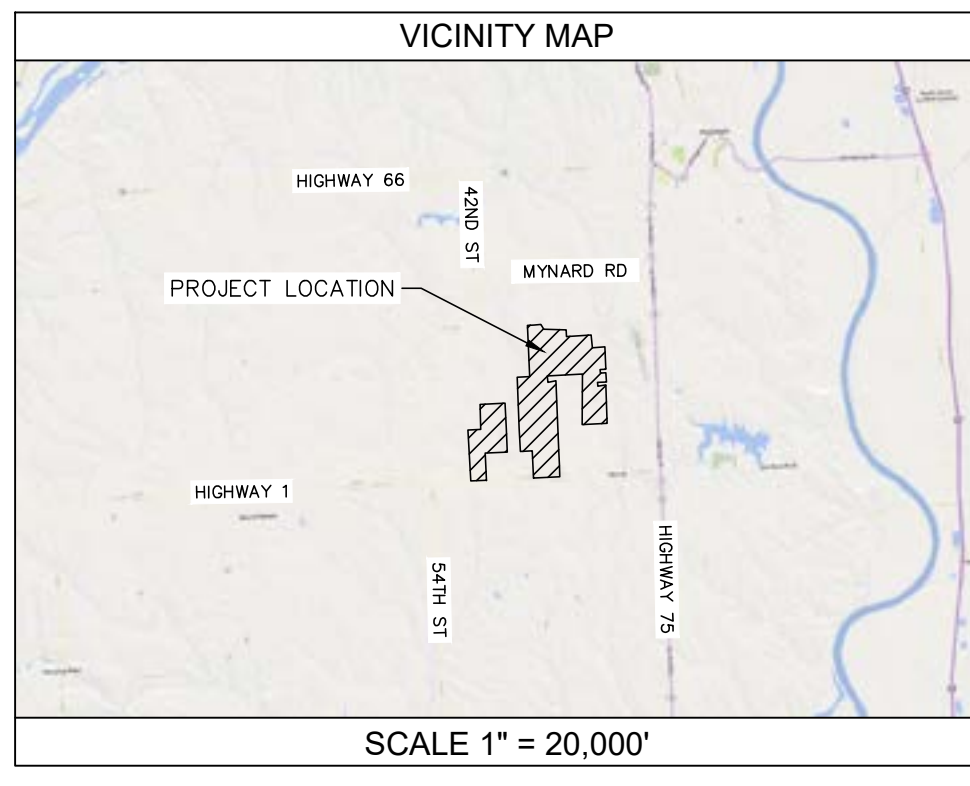 VICINITY MAP
HIGHWAY 66
42ND ST
MYNARD RD
PROJECT LOCATION
HIGHWAY 1
54TH ST
HIGHWAY 75
SCALE 1" = 20,000'